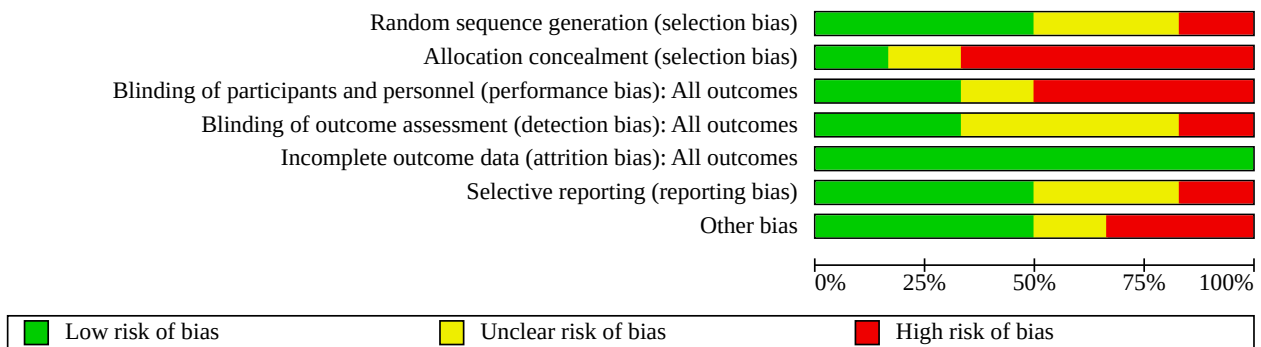 Random sequence generation (selection bias)
Allocation concealment (selection bias)
Blinding of participants and personnel (performance bias): All outcomes
Blinding of outcome assessment (detection bias): All outcomes
Incomplete outcome data (attrition bias): All outcomes
Selective reporting (reporting bias)
Other bias
0% 25% 50% 75% 100%
Low risk of bias Unclear risk of bias High risk of bias